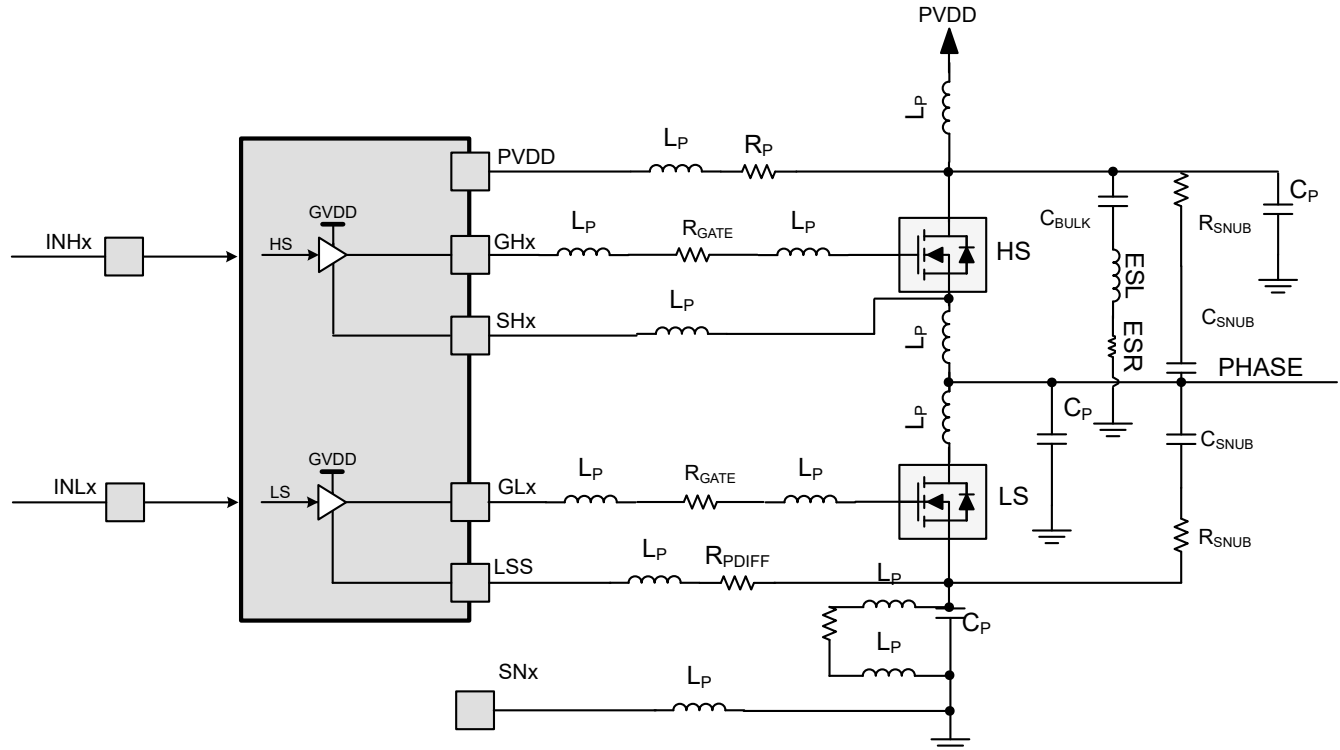 PVDD
LP
PVDD
LP
RP
CP
GVDD
CBULK
RSNUB
INHx
HS
GHx
LP
RGATE
LP
HS
ESL
SHx
LP
LP
CSNUB
ESR
PHASE
LP
CP
CSNUB
GVDD
INLx
LS
GLx
LP
RGATE
LP
LS
RSNUB
LSS
LP
RPDIFF
LP
CP
LP
SNx
LP